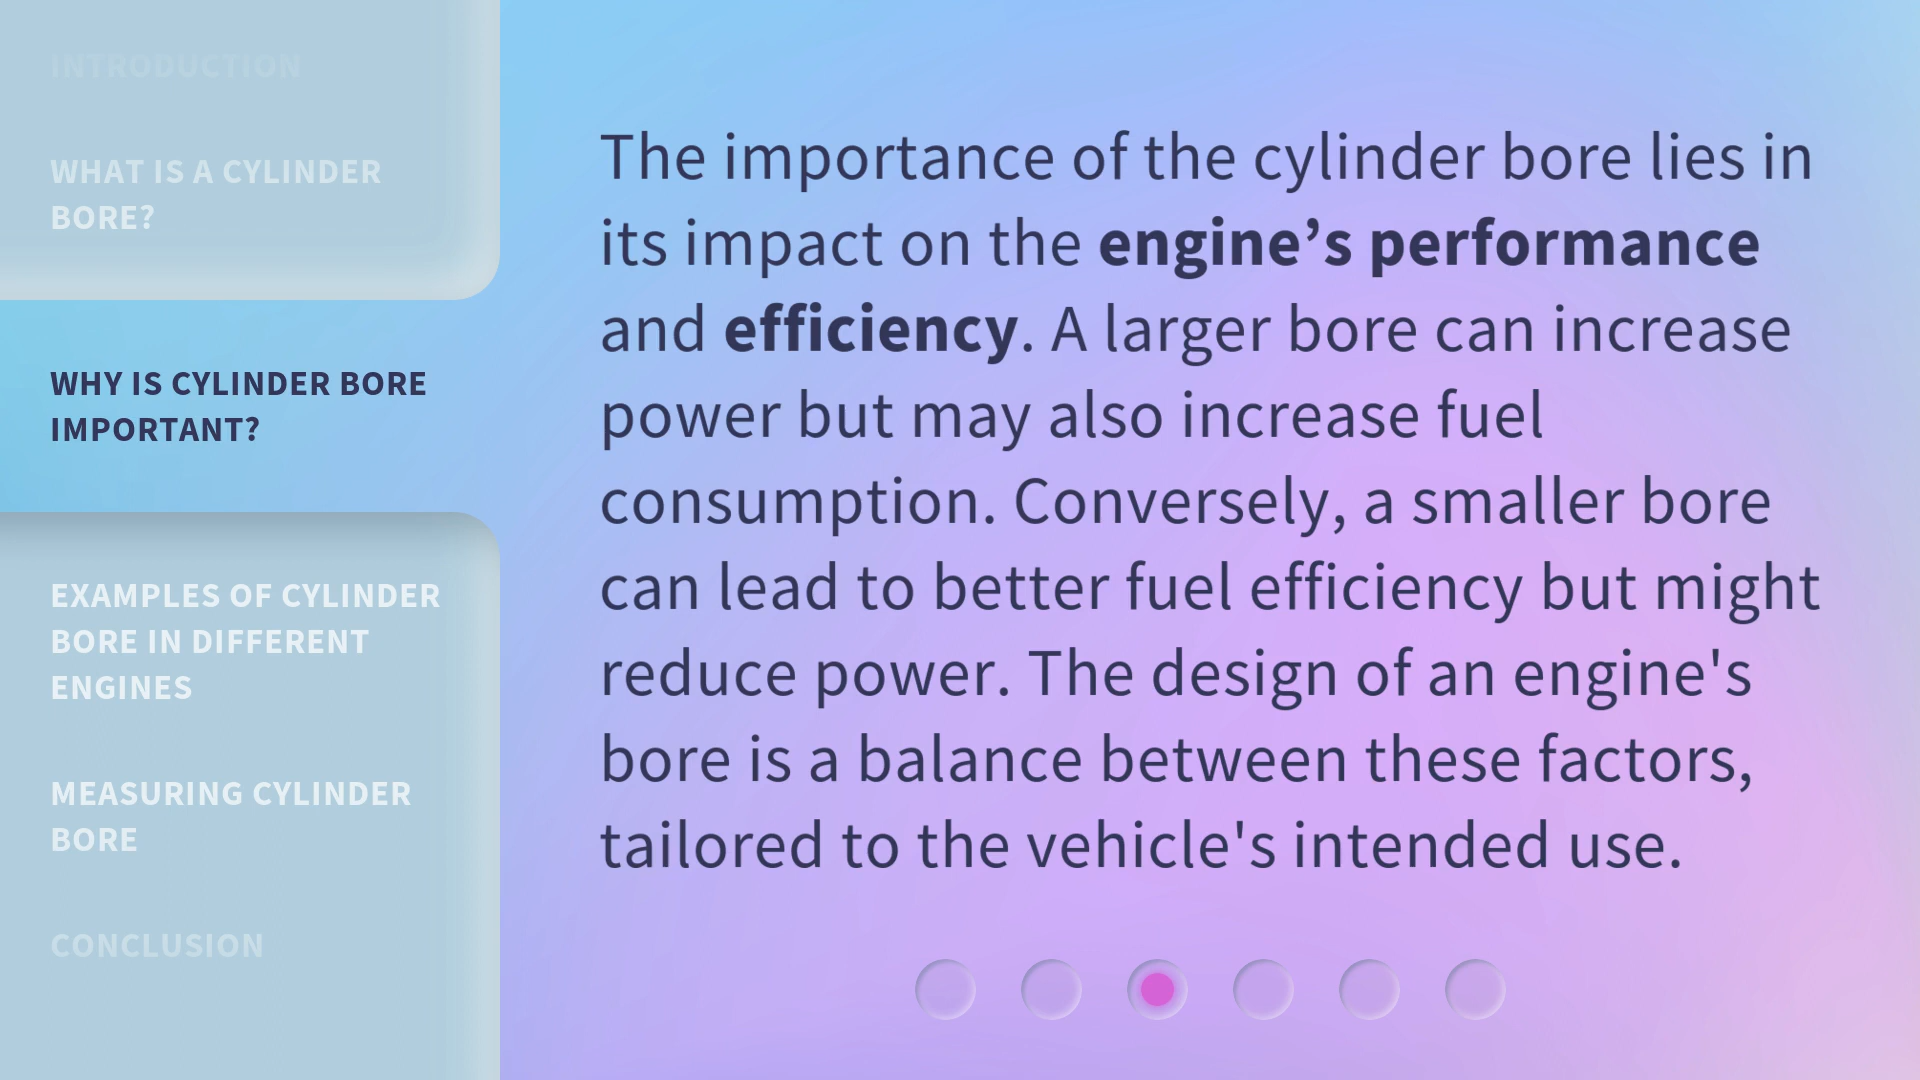 INTRODUCTION
WHAT IS A CYLINDER
BORE?
WHY IS CYLINDER BORE
IMPORTANT?
EXAMPLES OF CYLINDER
BORE IN DIFFERENT
ENGINES
MEASURING CYLINDER
BORE
CONCLUSION
The importance of the cylinder bore lies in
its impact on the engine’s performance
and efficiency. A larger bore can increase
power but may also increase fuel
consumption. Conversely, a smaller bore
can lead to better fuel efficiency but might
reduce power. The design of an engine's
bore is a balance between these factors,
tailored to the vehicle's intended use.